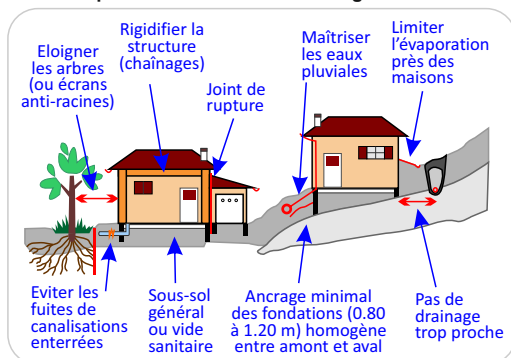 Eloigner
les arbres
(ou écrans
anti-racines)
Rigidifier la
structure
(chaînages)
Joint de
rupture
Maîtriser
les eaux
pluviales
Limiter
l'évaporation
près des
maisons
Eviter les
fuites de
canalisations
enterrées
Sous-sol
général
ou vide
sanitaire
Ancrage minimal
des fondations (0.80
à 1.20 m) homogène
entre amont et aval
Pas de
drainage
trop proche